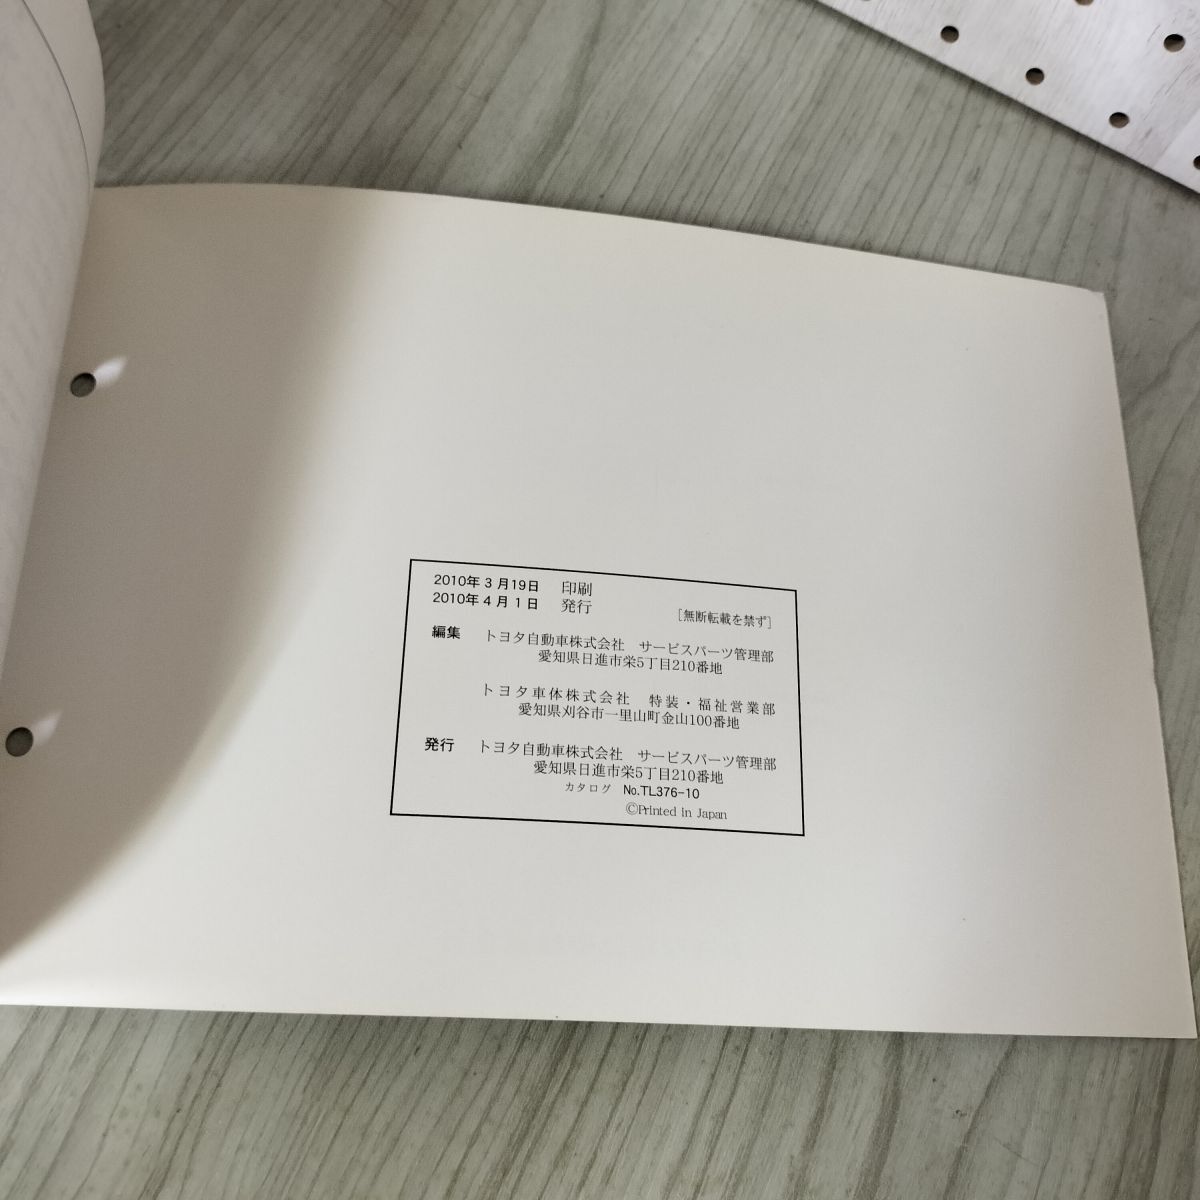 2010年3月19日 印刷
2010年4月1日 発行
[無断転載を禁ず]
編集 トヨタ自動車株式会社 サービスパーツ管理部
愛知県日進市栄5丁目210番地
トヨタ車体株式会社 特装・福祉営業部
愛知県刈谷市一里山町金山100番地
発行 トヨタ自動車株式会社 サービスパーツ管理部
愛知県日進市栄5丁目210番地
カタログ No.TL376-10
©Printed in Japan